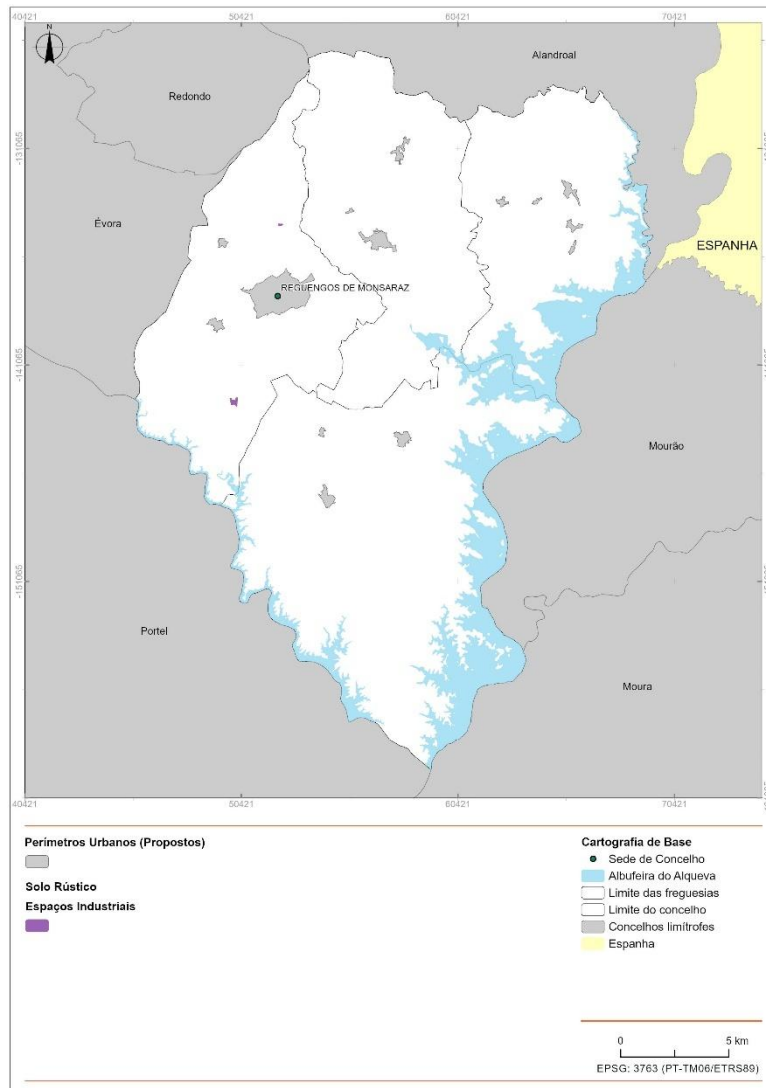 40421 50421 60421 70421
N
Alandroal
Redondo
-131065
Évora
ESPANHA
REGUENGOS DE MONSARAZ
-141065
Mourão
-151065
Portel
Moura
40421 50421 60421 70421
Perímetros Urbanos (Propostos)
Solo Rústico
Espaços Industriais
Cartografia de Base
Sede de Concelho
Albufeira do Alqueva
Limite das freguesias
Limite do concelho
Concelhos limítrofes
Espanha
0 5 km
EPSG: 3763 (PT-TM06/ETRS89)